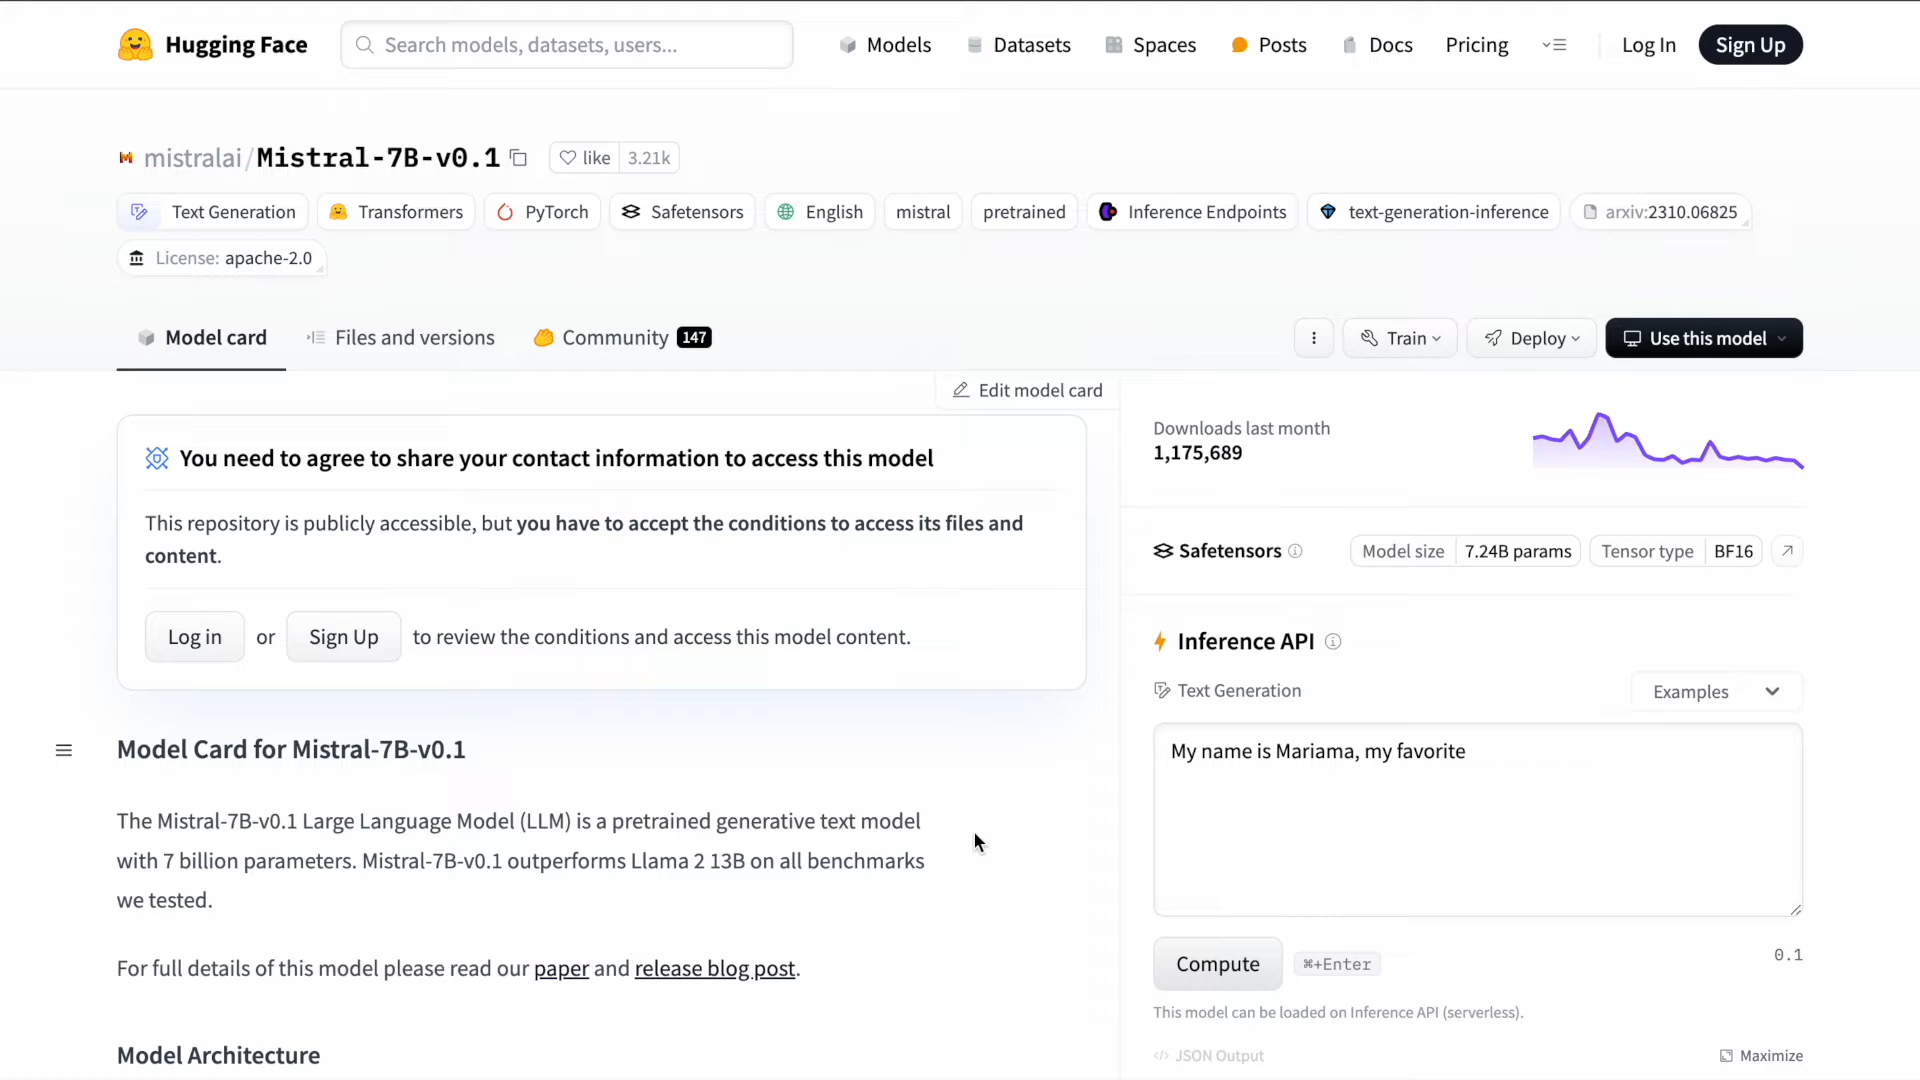 Hugging Face
Search models, datasets, users...
Models
Datasets
Spaces
Posts
Docs
Pricing
Log In
Sign Up
mistralai/Mistral-7B-v0.1
like 3.21k
Text Generation
Transformers
PyTorch
Safetensors
English
mistral
pretrained
Inference Endpoints
text-generation-inference
arxiv:2310.06825
License: apache-2.0
Model card
Files and versions
Community 147
Train
Deploy
Use this model
Edit model card
You need to agree to share your contact information to access this model
This repository is publicly accessible, but you have to accept the conditions to access its files and
content.
Log in or Sign Up to review the conditions and access this model content.
Model Card for Mistral-7B-v0.1
The Mistral-7B-v0.1 Large Language Model (LLM) is a pretrained generative text model
with 7 billion parameters. Mistral-7B-v0.1 outperforms Llama 2 13B on all benchmarks
we tested.
For full details of this model please read our paper and release blog post.
Model Architecture
Downloads last month
1,175,689
Safetensors
Model size 7.24B params
Tensor type BF16
Inference API
Text Generation
Examples
My name is Mariama, my favorite
Compute
⌘+Enter
0.1
This model can be loaded on Inference API (serverless).
</> JSON Output
Maximize